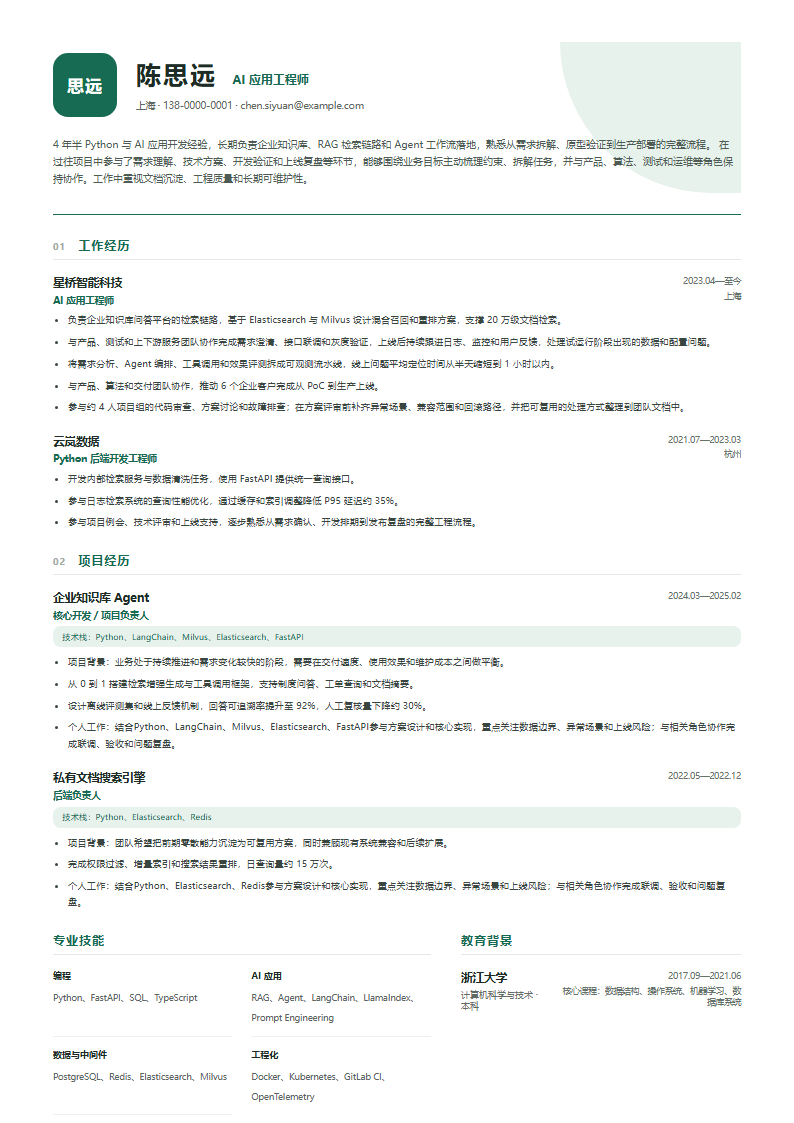 思远
陈思远 AI 应用工程师
上海 · 138-0000-0001 · chen.siyuan@example.com
4 年半 Python 与 AI 应用开发经验，长期负责企业知识库、RAG 检索链路和 Agent 工作流落地，熟悉从需求拆解、原型验证到生产部署的完整流程。 在
过往项目中参与了需求理解、技术方案、开发验证和上线复盘等环节，能够围绕业务目标主动梳理约束、拆解任务，并与产品、算法、测试和运维等角色保
持协作。工作中重视文档沉淀、工程质量和长期可维护性。
01 工作经历
星桥智能科技 2023.04—至今
AI 应用工程师 上海
• 负责企业知识库问答平台的检索链路，基于 Elasticsearch 与 Milvus 设计混合召回和重排方案，支撑 20 万级文档检索。
• 与产品、测试和上下游服务团队协作完成需求澄清、接口联调和灰度验证，上线后持续跟进日志、监控和用户反馈，处理试运行阶段出现的数据和配置问题。
• 将需求分析、Agent 编排、工具调用和效果评测拆成可观测流水线，线上问题平均定位时间从半天缩短到 1 小时以内。
• 与产品、算法和交付团队协作，推动 6 个企业客户完成从 PoC 到生产上线。
• 参与约 4 人项目组的代码审查、方案讨论和故障排查；在方案评审前补齐异常场景、兼容范围和回滚路径，并把可复用的处理方式整理到团队文档中。
云岚数据 2021.07—2023.03
Python 后端开发工程师 杭州
• 开发内部检索服务与数据清洗任务，使用 FastAPI 提供统一查询接口。
• 参与日志检索系统的查询性能优化，通过缓存和索引调整降低 P95 延迟约 35%。
• 参与项目例会、技术评审和上线支持，逐步熟悉从需求确认、开发排期到发布复盘的完整工程流程。
02 项目经历
企业知识库 Agent 2024.03—2025.02
核心开发 / 项目负责人
技术栈：Python、LangChain、Milvus、Elasticsearch、FastAPI
• 项目背景：业务处于持续推进和需求变化较快的阶段，需要在交付速度、使用效果和维护成本之间做平衡。
• 从 0 到 1 搭建检索增强生成与工具调用框架，支持制度问答、工单查询和文档摘要。
• 设计离线评测集和线上反馈机制，回答可追溯率提升至 92%，人工复核量下降约 30%。
• 个人工作：结合Python、LangChain、Milvus、Elasticsearch、FastAPI参与方案设计和核心实现，重点关注数据边界、异常场景和上线风险；与相关角色协作完
成联调、验收和问题复盘。
私有文档搜索引擎 2022.05—2022.12
后端负责人
技术栈：Python、Elasticsearch、Redis
• 项目背景：团队希望把前期零散能力沉淀为可复用方案，同时兼顾现有系统兼容和后续扩展。
• 完成权限过滤、增量索引和搜索结果重排，日查询量约 15 万次。
• 个人工作：结合Python、Elasticsearch、Redis参与方案设计和核心实现，重点关注数据边界、异常场景和上线风险；与相关角色协作完成联调、验收和问题复
盘。
专业技能
编程
Python、FastAPI、SQL、TypeScript
AI 应用
RAG、Agent、LangChain、LlamaIndex、
Prompt Engineering
数据与中间件
PostgreSQL、Redis、Elasticsearch、Milvus
工程化
Docker、Kubernetes、GitLab CI、
OpenTelemetry
教育背景
浙江大学 2017.09—2021.06
计算机科学与技术 ·
本科
核心课程：数据结构、操作系统、机器学习、数
据库系统